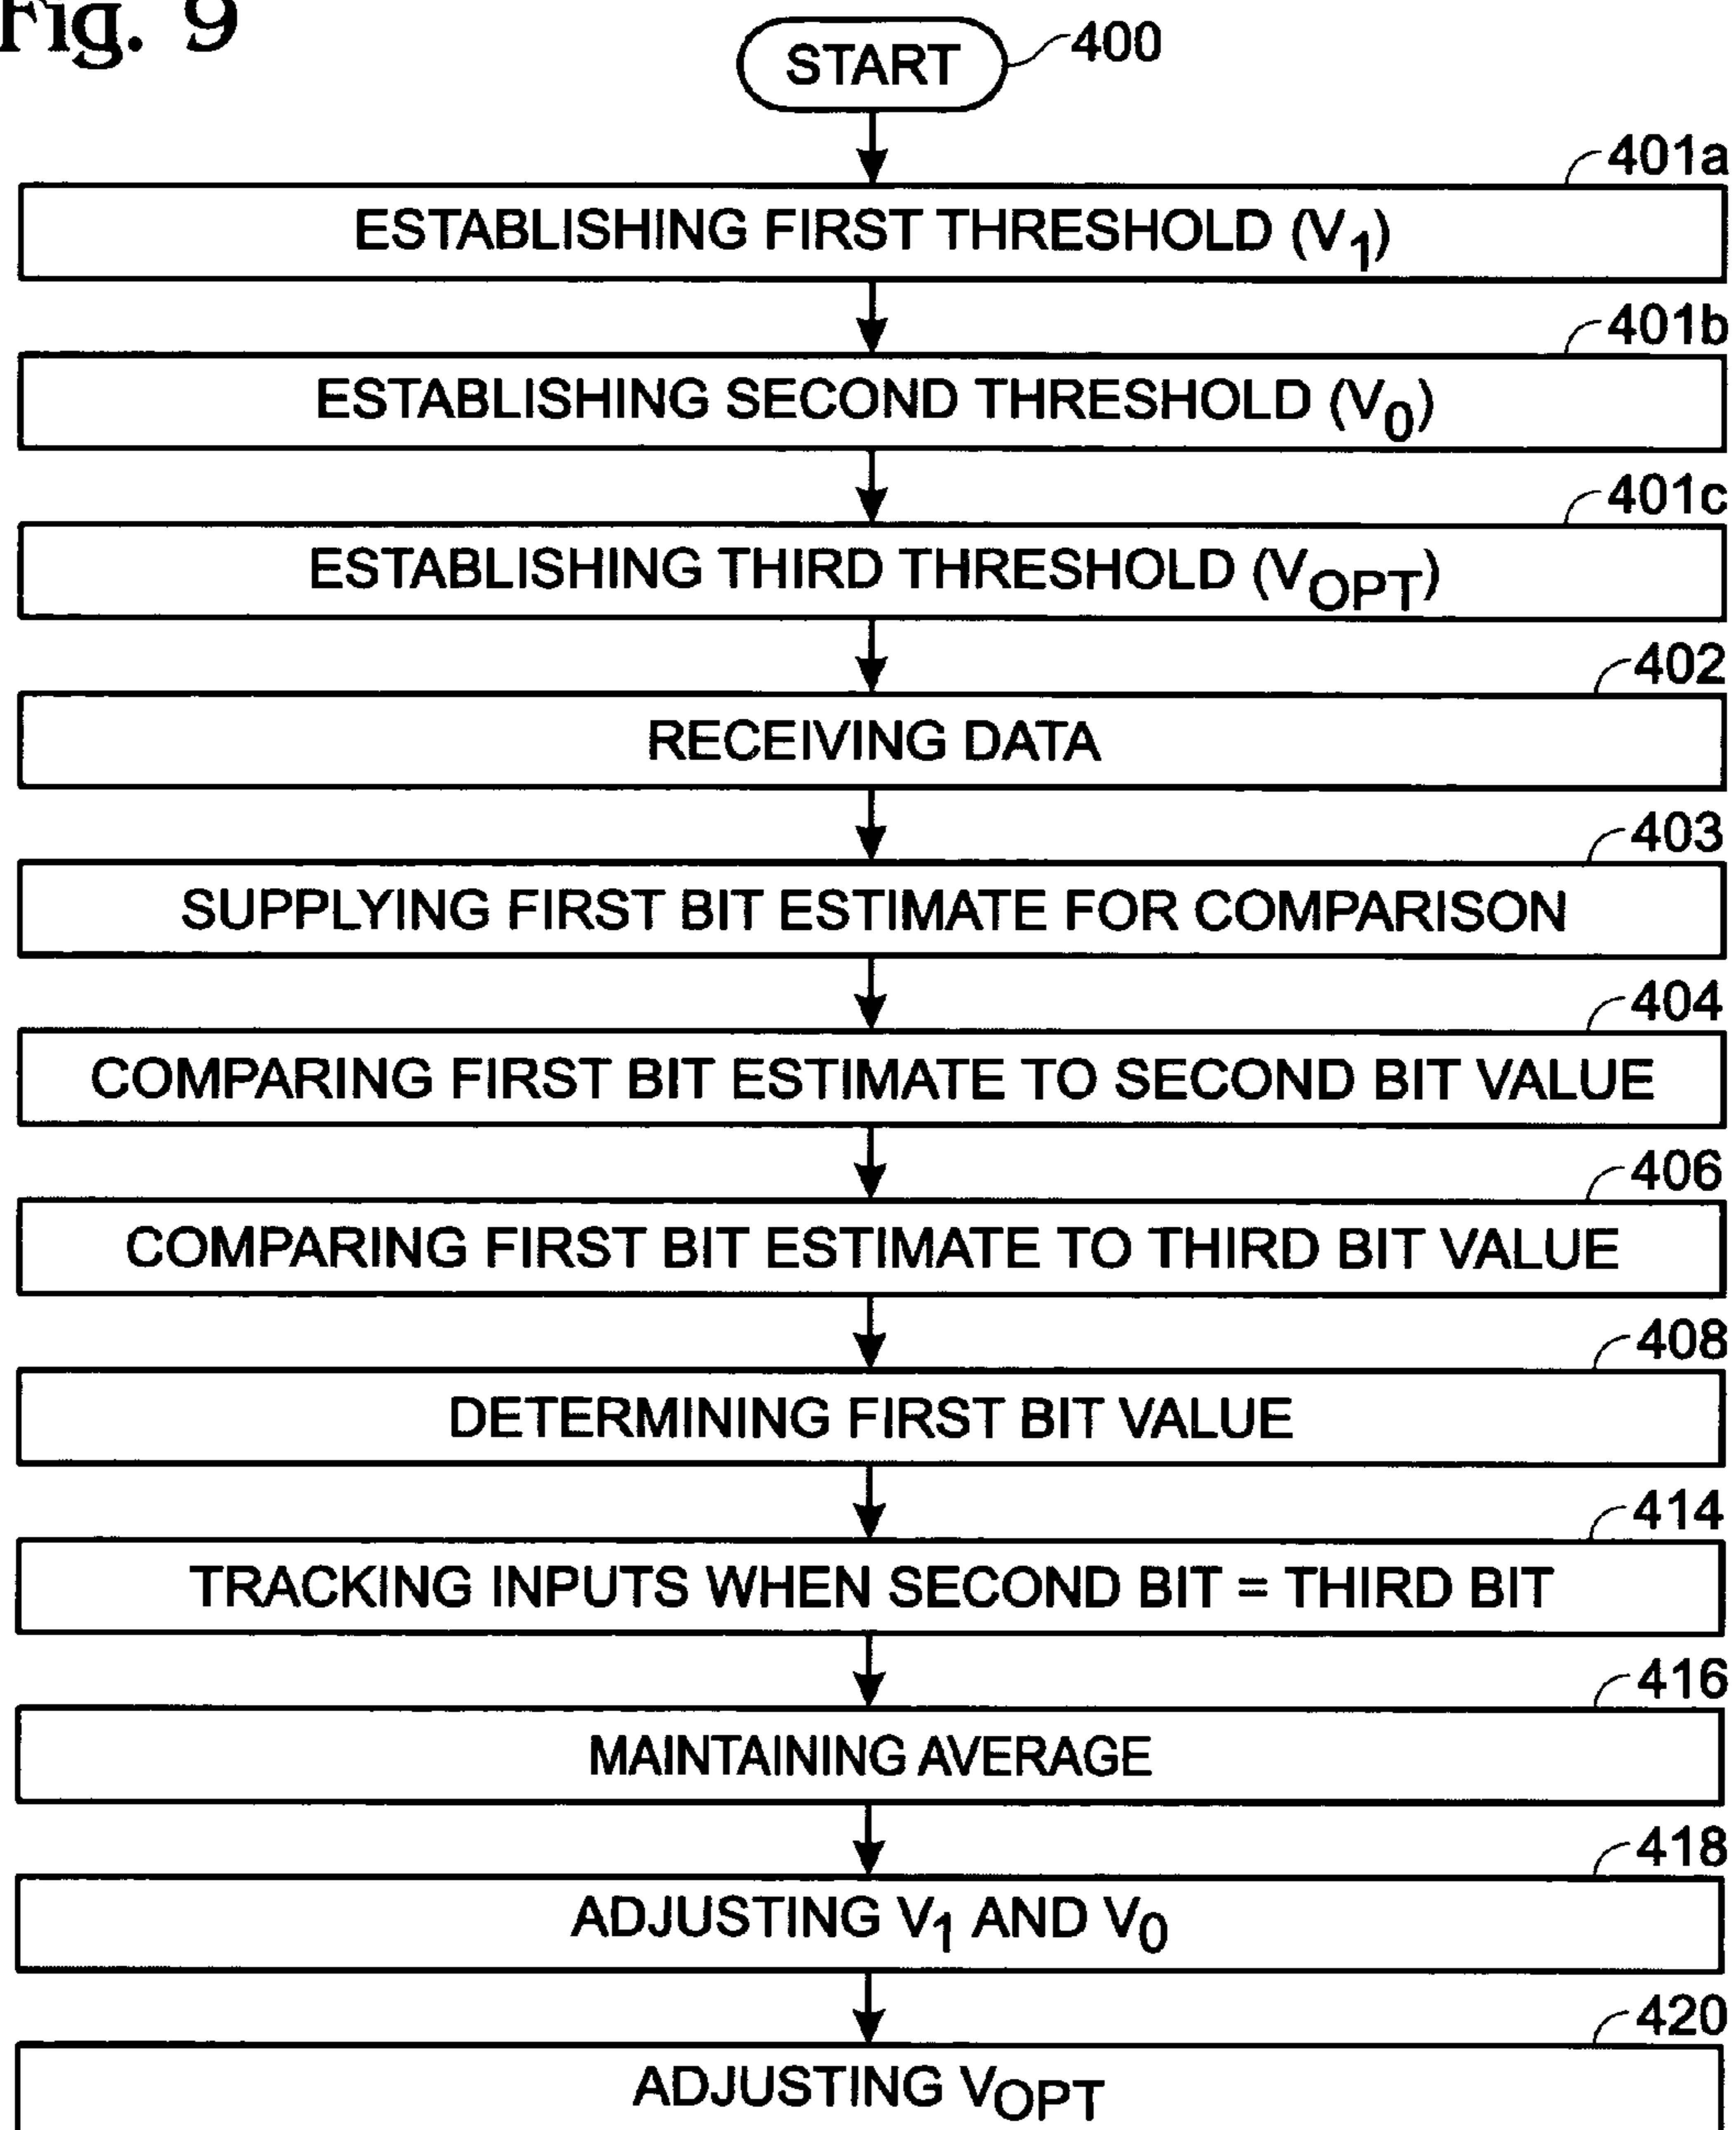 Fig. 9
START
400
401a
ESTABLISHING FIRST THRESHOLD (V1)
401b
ESTABLISHING SECOND THRESHOLD (V0)
401c
ESTABLISHING THIRD THRESHOLD (VOPT)
402
RECEIVING DATA
403
SUPPLYING FIRST BIT ESTIMATE FOR COMPARISON
404
COMPARING FIRST BIT ESTIMATE TO SECOND BIT VALUE
406
COMPARING FIRST BIT ESTIMATE TO THIRD BIT VALUE
408
DETERMINING FIRST BIT VALUE
414
TRACKING INPUTS WHEN SECOND BIT = THIRD BIT
416
MAINTAINING AVERAGE
418
ADJUSTING V1 AND V0
420
ADJUSTING VOPT